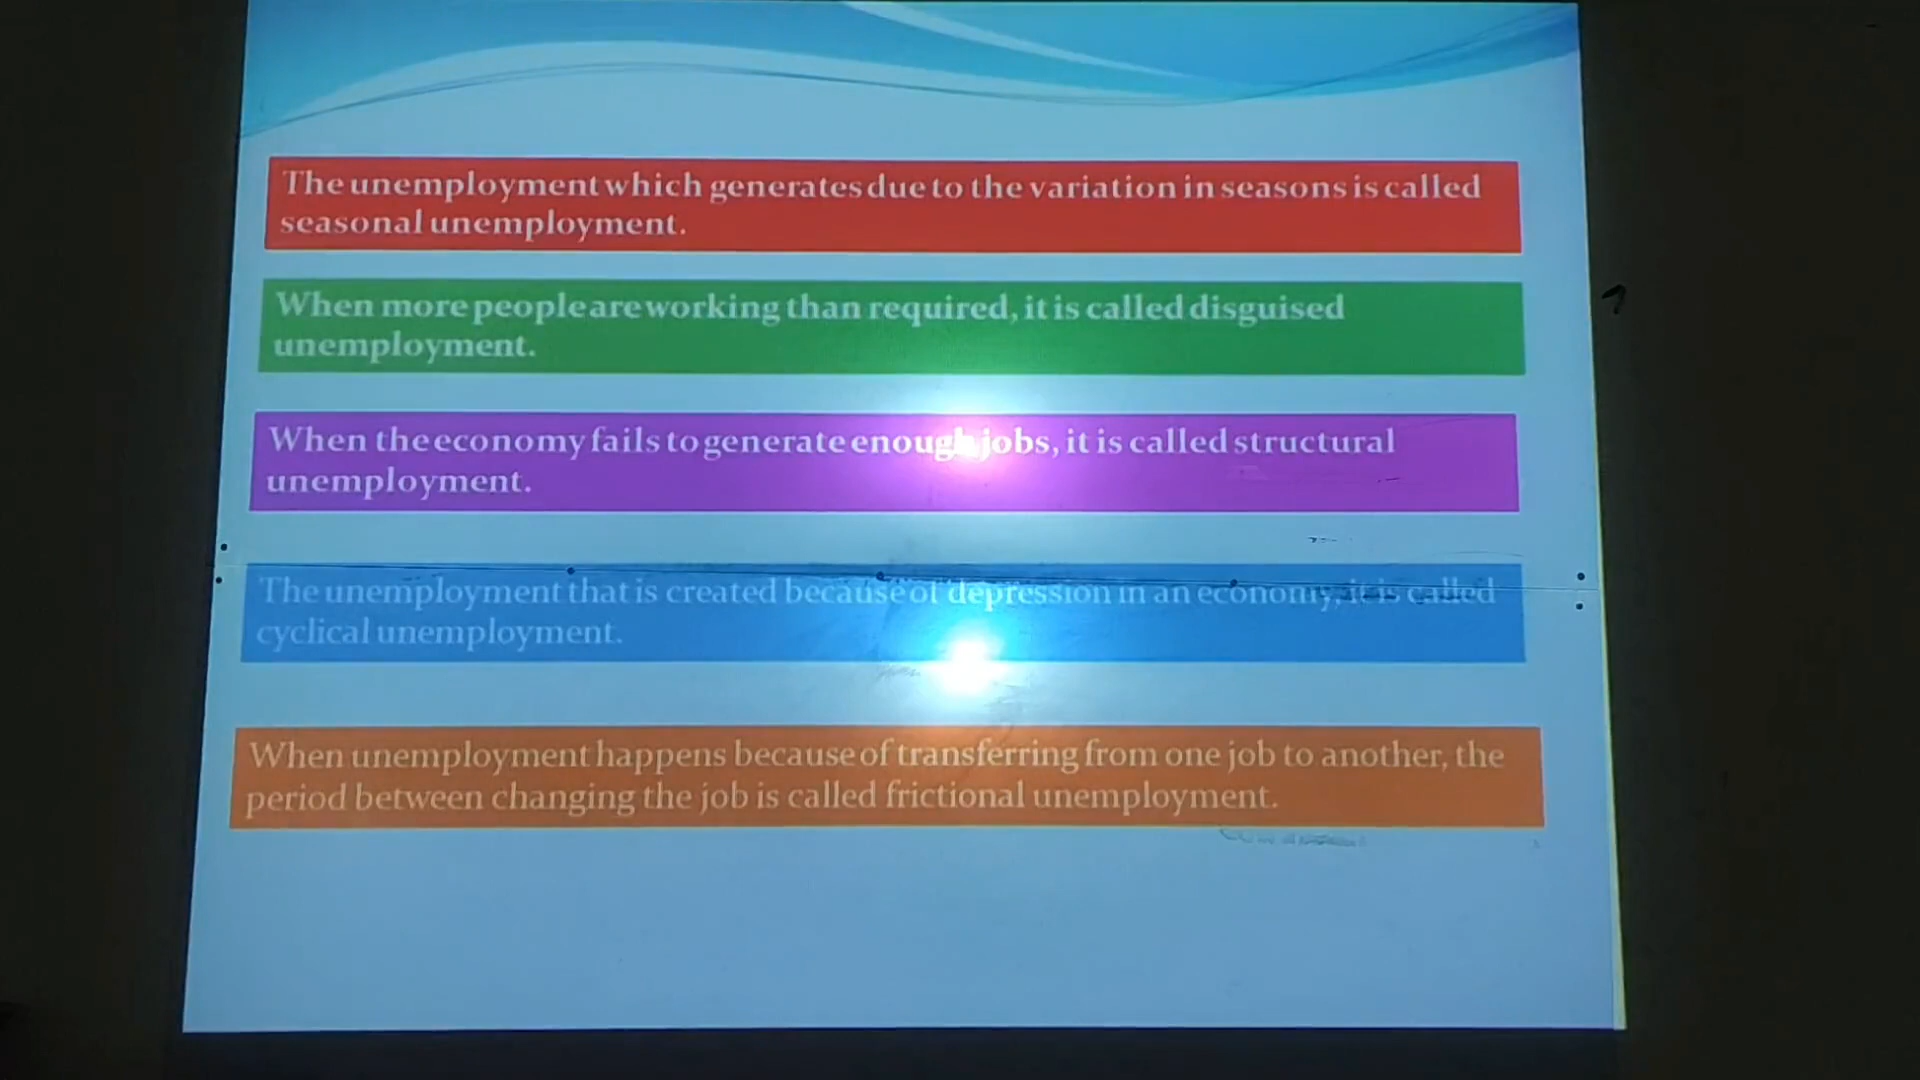 The unemployment which generates due to the variation in seasons is called
seasonal unemployment.
When more people are working than required, it is called disguised
unemployment.
When the economy fails to generate enough jobs, it is called structural
unemployment.
The unemployment that is created because of depression in an economy, it is called
cyclical unemployment.
When unemployment happens because of transferring from one job to another, the
period between changing the job is called frictional unemployment.